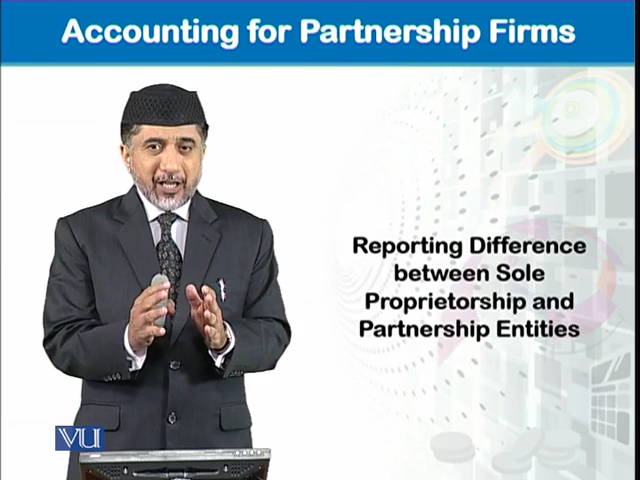 Accounting for Partnership Firms
Reporting Difference
between Sole
Proprietorship and
Partnership Entities
VU